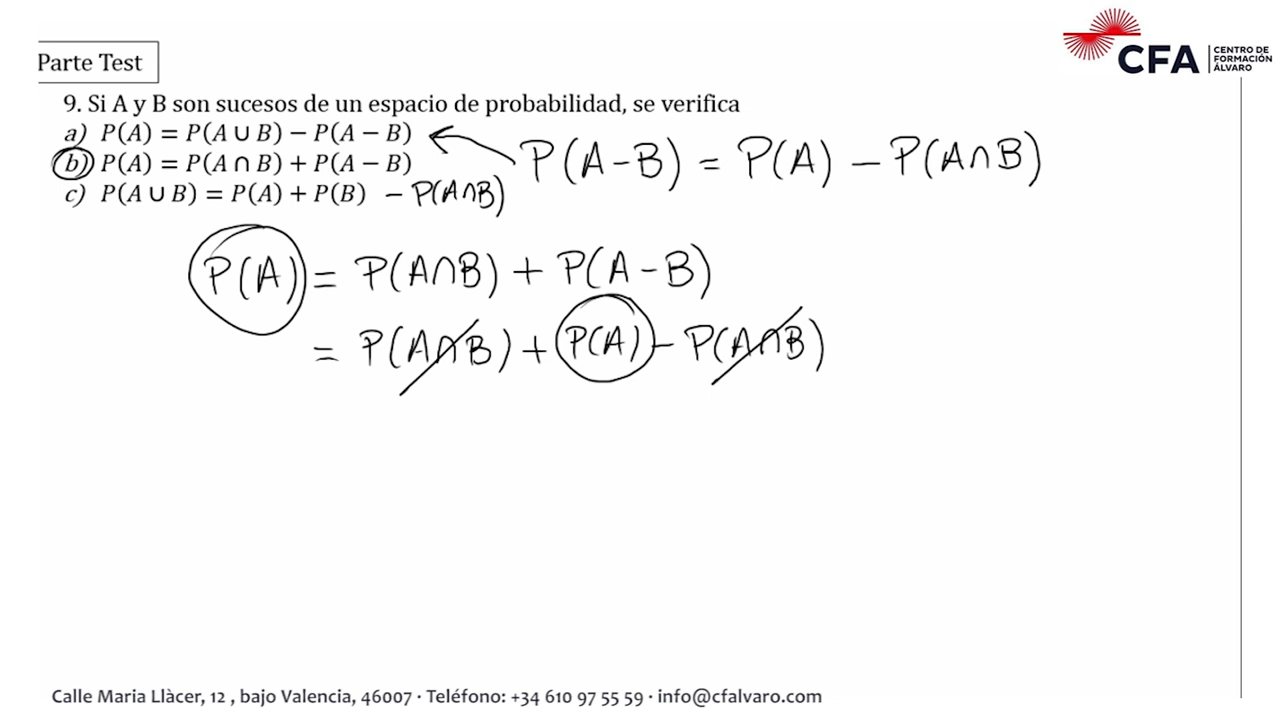 CFA
CENTRO DE
FORMACIÓN
ÁLVARO
Parte Test
9. Si A y B son sucesos de un espacio de probabilidad, se verifica
a) P(A) = P(A ∪ B) − P(A − B)
P(A-B) = P(A) - P(A∩B)
b) P(A) = P(A ∩ B) + P(A − B)
c) P(A ∪ B) = P(A) + P(B) - P(A∩B)
P(A) = P(A∩B) + P(A-B)
= P(A∩B) + P(A) - P(A∩B)
Calle Maria Llàcer, 12 , bajo Valencia, 46007 · Teléfono: +34 610 97 55 59 · info@cfalvaro.com